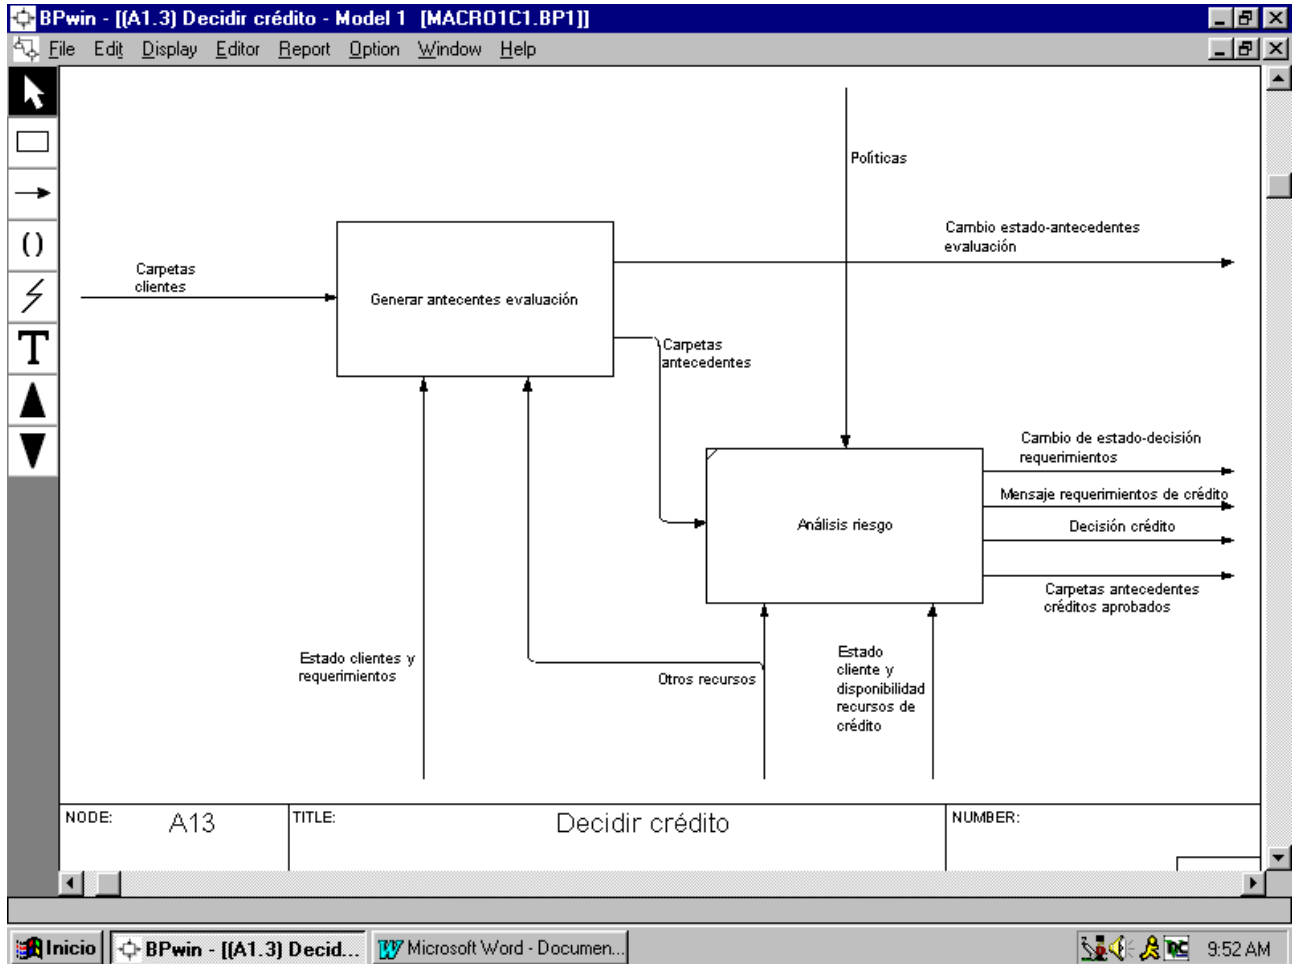 BPwin - [(A1.3) Decidir crédito - Model 1  [MACRO1C1.BP1]]
File Edit Display Editor Report Option Window Help
Políticas
Cambio estado-antecedentes
evaluación
Carpetas
clientes
Generar antecentes evaluación
Carpetas
antecedentes
Cambio de estado-decisión
requerimientos
Mensaje requerimientos de crédito
Análisis riesgo
Decisión crédito
Carpetas antecedentes
créditos aprobados
Estado clientes y
requerimientos
Otros recursos
Estado
cliente y
disponibilidad
recursos de
crédito
NODE: A13
TITLE: Decidir crédito
NUMBER:
( )
T
Inicio
BPwin - [(A1.3) Decid...
Microsoft Word - Documen...
9:52 AM